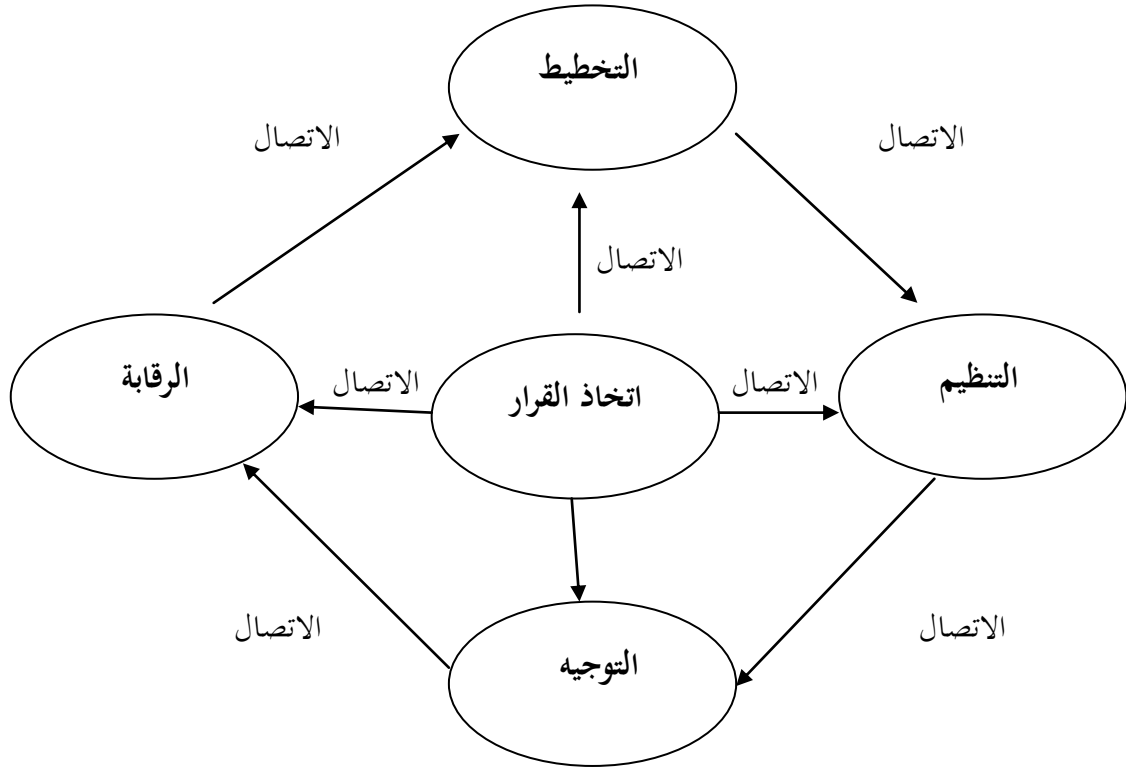 التخطيط
الاتصال
الاتصال
الاتصال
التنظيم
الاتصال
اتخاذ القرار
الاتصال
الرقابة
الاتصال
الاتصال
التوجيه